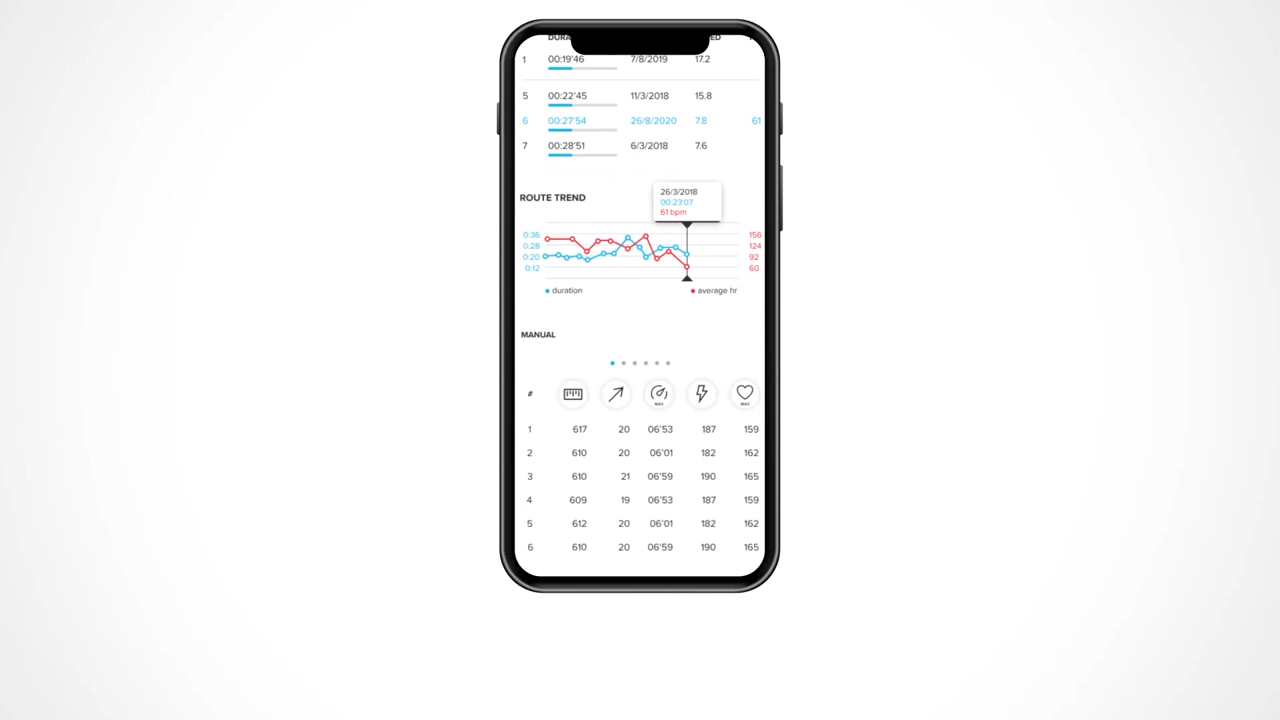 1 00:19'46 7/8/2019 17.2
5 00:22'45 11/3/2018 15.8
6 00:27'54 26/8/2020 7.8 61
7 00:28'51 6/3/2018 7.6
ROUTE TREND
26/3/2018
00:23'07
61 bpm
0:36 156
0:28 124
0:20 92
0:12 60
duration average hr
MANUAL
#
MAX MAX
1 617 20 06'53 187 159
2 610 20 06'01 182 162
3 610 21 06'59 190 165
4 609 19 06'53 187 159
5 612 20 06'01 182 162
6 610 20 06'59 190 165